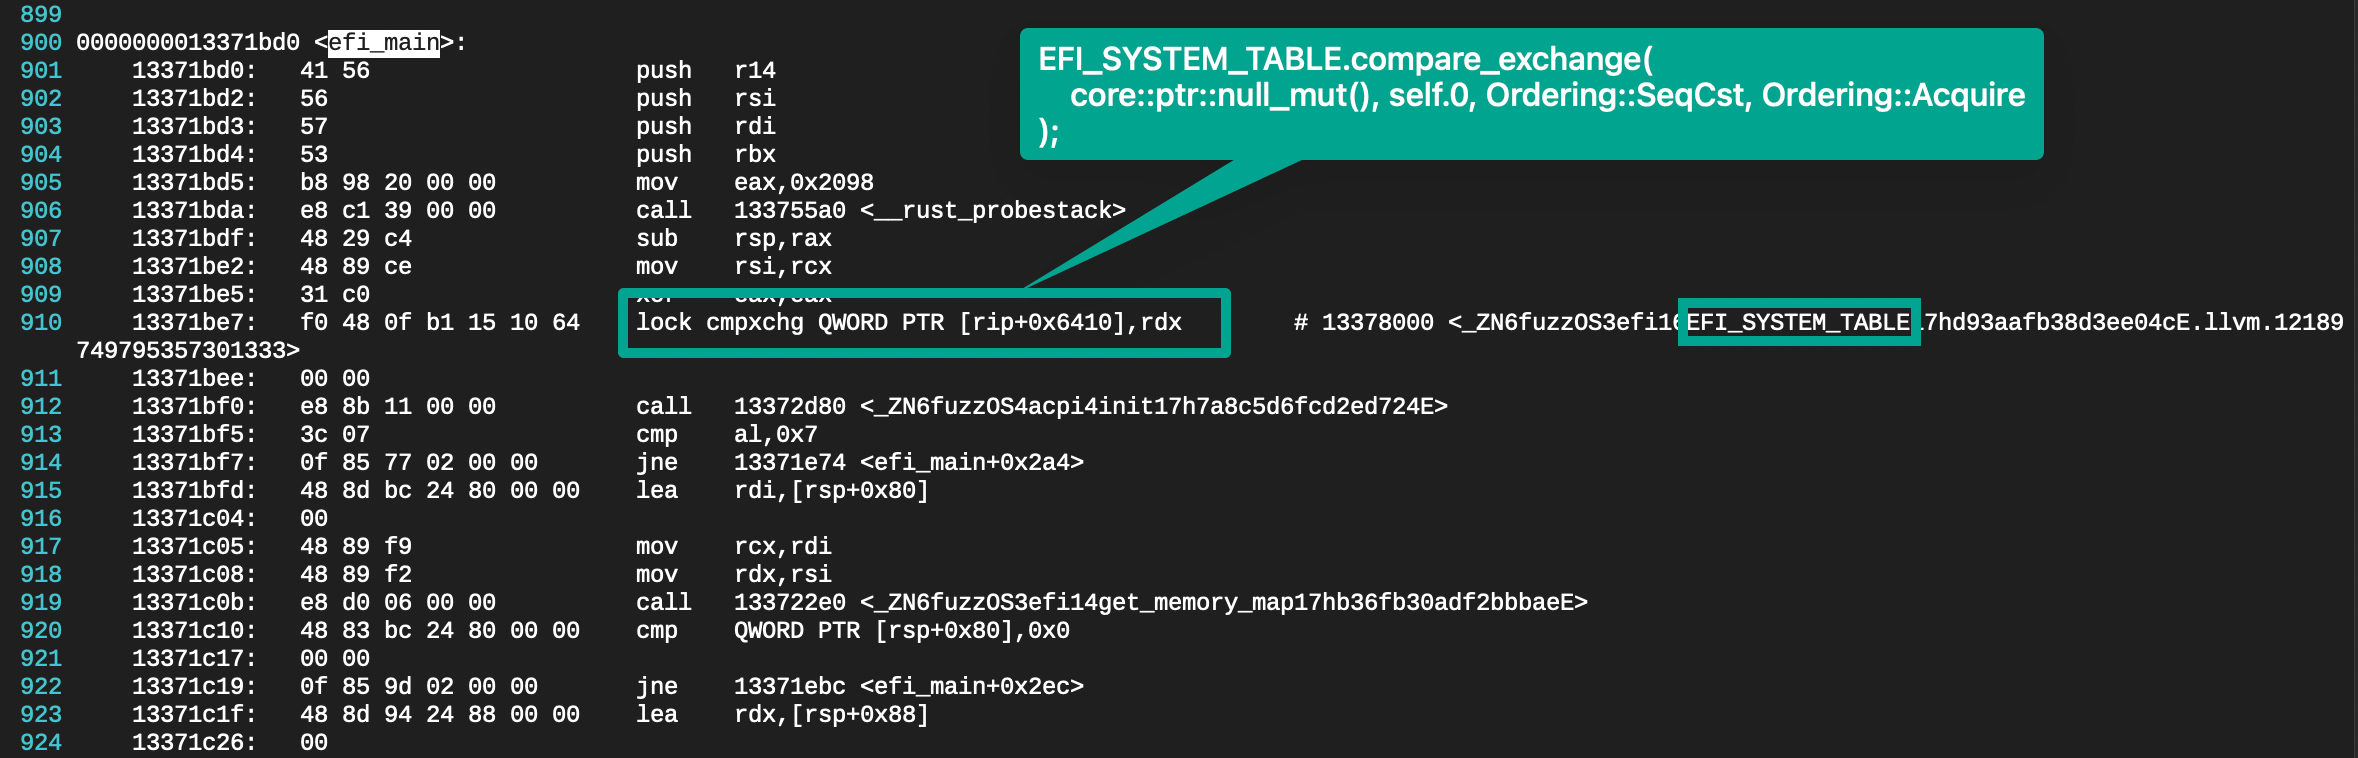 899
900 0000000013371bd0 <efi_main>:
EFI_SYSTEM_TABLE.compare_exchange(
core::ptr::null_mut(), self.0, Ordering::SeqCst, Ordering::Acquire
);
901 13371bd0: 41 56 push r14
902 13371bd2: 56 push rsi
903 13371bd3: 57 push rdi
904 13371bd4: 53 push rbx
905 13371bd5: b8 98 20 00 00 mov eax,0x2098
906 13371bda: e8 c1 39 00 00 call 133755a0 <__rust_probestack>
907 13371bdf: 48 29 c4 sub rsp,rax
908 13371be2: 48 89 ce mov rsi,rcx
909 13371be5: 31 c0 xor eax,eax
910 13371be7: f0 48 0f b1 15 10 64 lock cmpxchg QWORD PTR [rip+0x6410],rdx # 13378000 <_ZN6fuzzOS3efi16EFI_SYSTEM_TABLE17hd93aafb38d3ee04cE.llvm.12189
749795357301333>
911 13371bee: 00 00
912 13371bf0: e8 8b 11 00 00 call 13372d80 <_ZN6fuzzOS4acpi4init17h7a8c5d6fcd2ed724E>
913 13371bf5: 3c 07 cmp al,0x7
914 13371bf7: 0f 85 77 02 00 00 jne 13371e74 <efi_main+0x2a4>
915 13371bfd: 48 8d bc 24 80 00 00 lea rdi,[rsp+0x80]
916 13371c04: 00
917 13371c05: 48 89 f9 mov rcx,rdi
918 13371c08: 48 89 f2 mov rdx,rsi
919 13371c0b: e8 d0 06 00 00 call 133722e0 <_ZN6fuzzOS3efi14get_memory_map17hb36fb30adf2bbbaeE>
920 13371c10: 48 83 bc 24 80 00 00 cmp QWORD PTR [rsp+0x80],0x0
921 13371c17: 00 00
922 13371c19: 0f 85 9d 02 00 00 jne 13371ebc <efi_main+0x2ec>
923 13371c1f: 48 8d 94 24 88 00 00 lea rdx,[rsp+0x88]
924 13371c26: 00